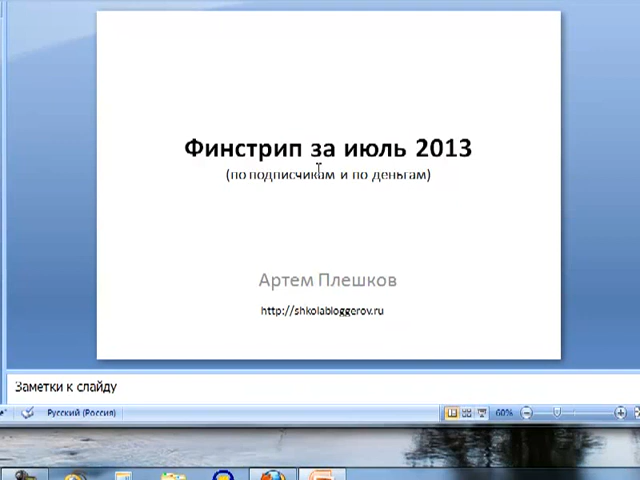 Финстрип за июль 2013
(по подписчикам и по деньгам)
Артем Плешков
http://shkolabloggerov.ru
Заметки к слайду
Русский (Россия)
60%